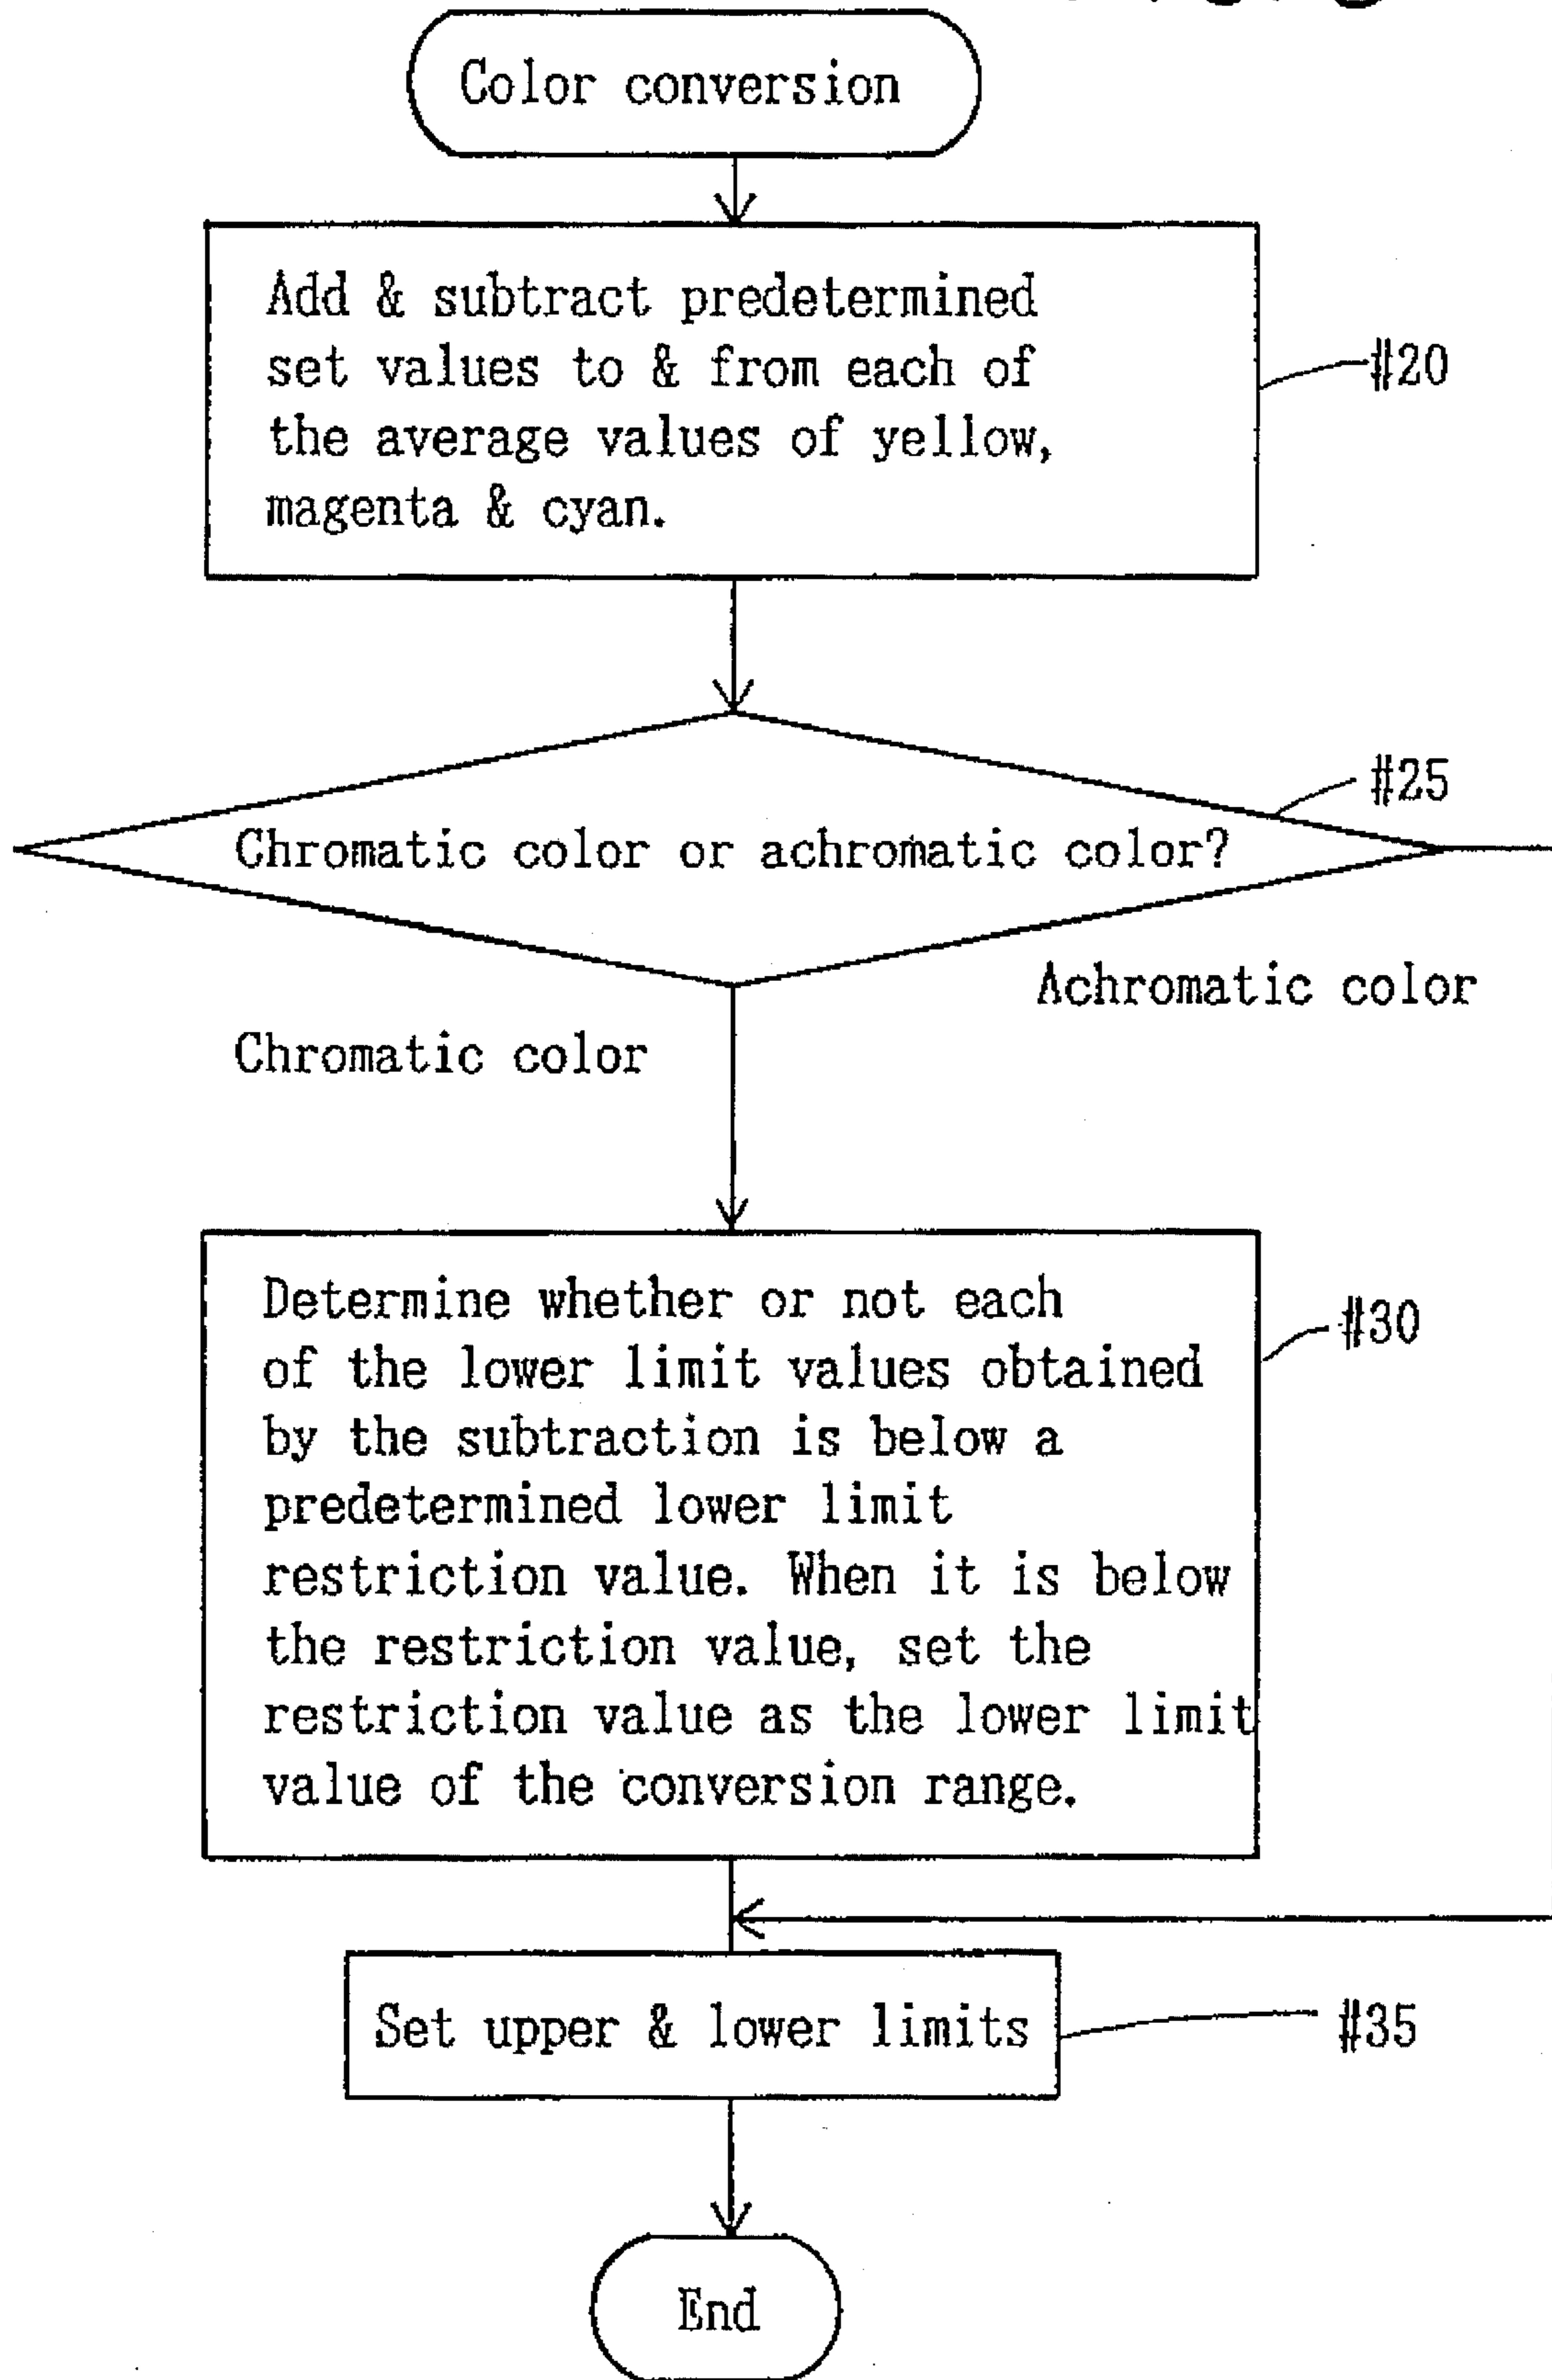 Color conversion
Add & subtract predetermined
set values to & from each of
the average values of yellow,
magenta & cyan.
#20
#25
Chromatic color or achromatic color?
Achromatic color
Chromatic color
Determine whether or not each
of the lower limit values obtained
by the subtraction is below a
predetermined lower limit
restriction value. When it is below
the restriction value, set the
restriction value as the lower limit
value of the conversion range.
#30
Set upper & lower limits
#35
End